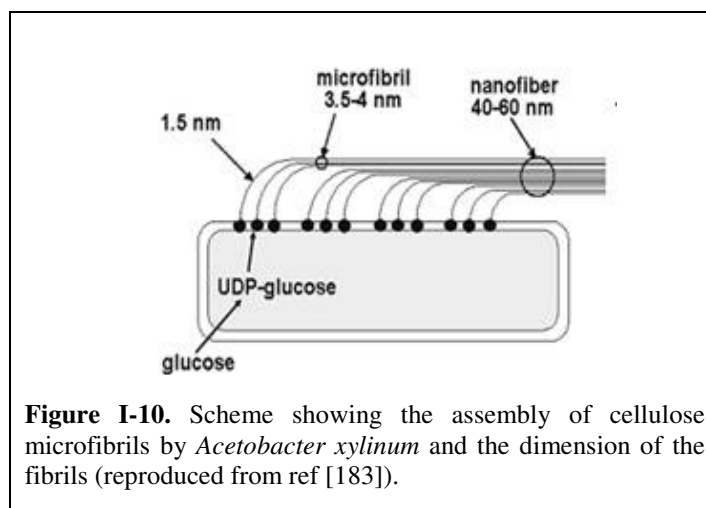 microfibril
3.5-4 nm
nanofiber
40-60 nm
1.5 nm
UDP-glucose
glucose
Figure I-10. Scheme showing the assembly of cellulose
microfibrils by Acetobacter xylinum and the dimension of the
fibrils (reproduced from ref [183]).